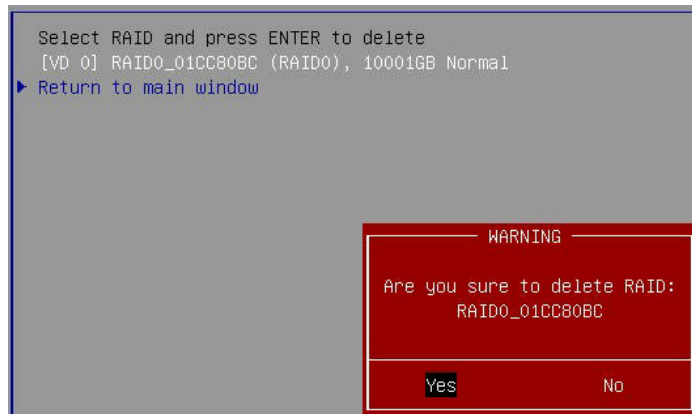 Select RAID and press ENTER to delete
[VD 0] RAID0_01CC80BC (RAID0), 10001GB Normal
Return to main window
WARNING
Are you sure to delete RAID:
RAID0_01CC80BC
Yes No